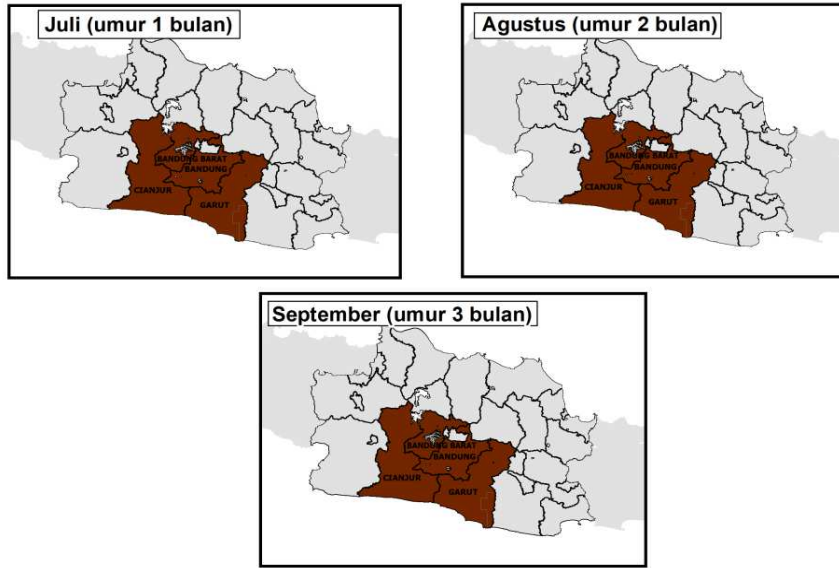 Juli (umur 1 bulan)
BANDUNG BARAT
BANDUNG
CIANJUR
GARUT
Agustus (umur 2 bulan)
BANDUNG BARAT
BANDUNG
CIANJUR
GARUT
September (umur 3 bulan)
BANDUNG BARAT
BANDUNG
CIANJUR
GARUT